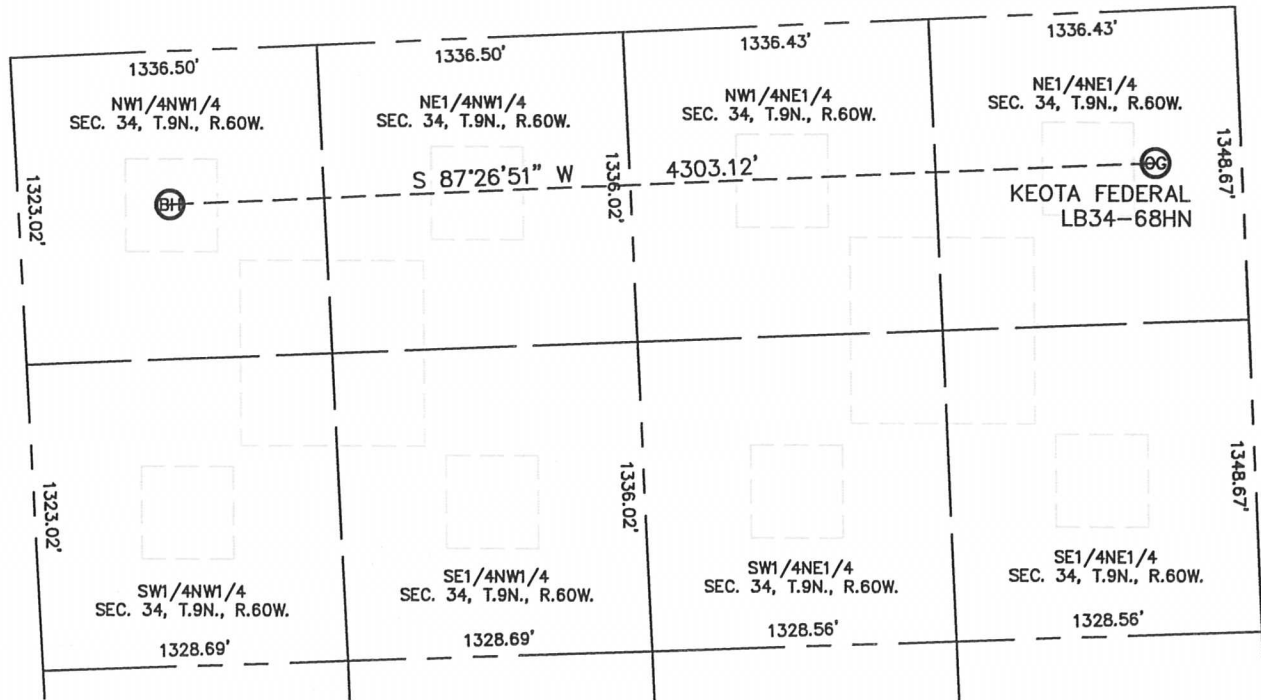 1336.50'
1336.50'
1336.43'
1336.43'
NW1/4NW1/4
SEC. 34, T.9N., R.60W.
NE1/4NW1/4
SEC. 34, T.9N., R.60W.
NW1/4NE1/4
SEC. 34, T.9N., R.60W.
NE1/4NE1/4
SEC. 34, T.9N., R.60W.
1323.02'
BH
S 87°26'51" W
1336.02'
4303.12'
OG
1348.67'
KEOTA FEDERAL
LB34-68HN
1323.02'
1336.02'
1348.67'
SW1/4NW1/4
SEC. 34, T.9N., R.60W.
SE1/4NW1/4
SEC. 34, T.9N., R.60W.
SW1/4NE1/4
SEC. 34, T.9N., R.60W.
SE1/4NE1/4
SEC. 34, T.9N., R.60W.
1328.69'
1328.69'
1328.56'
1328.56'